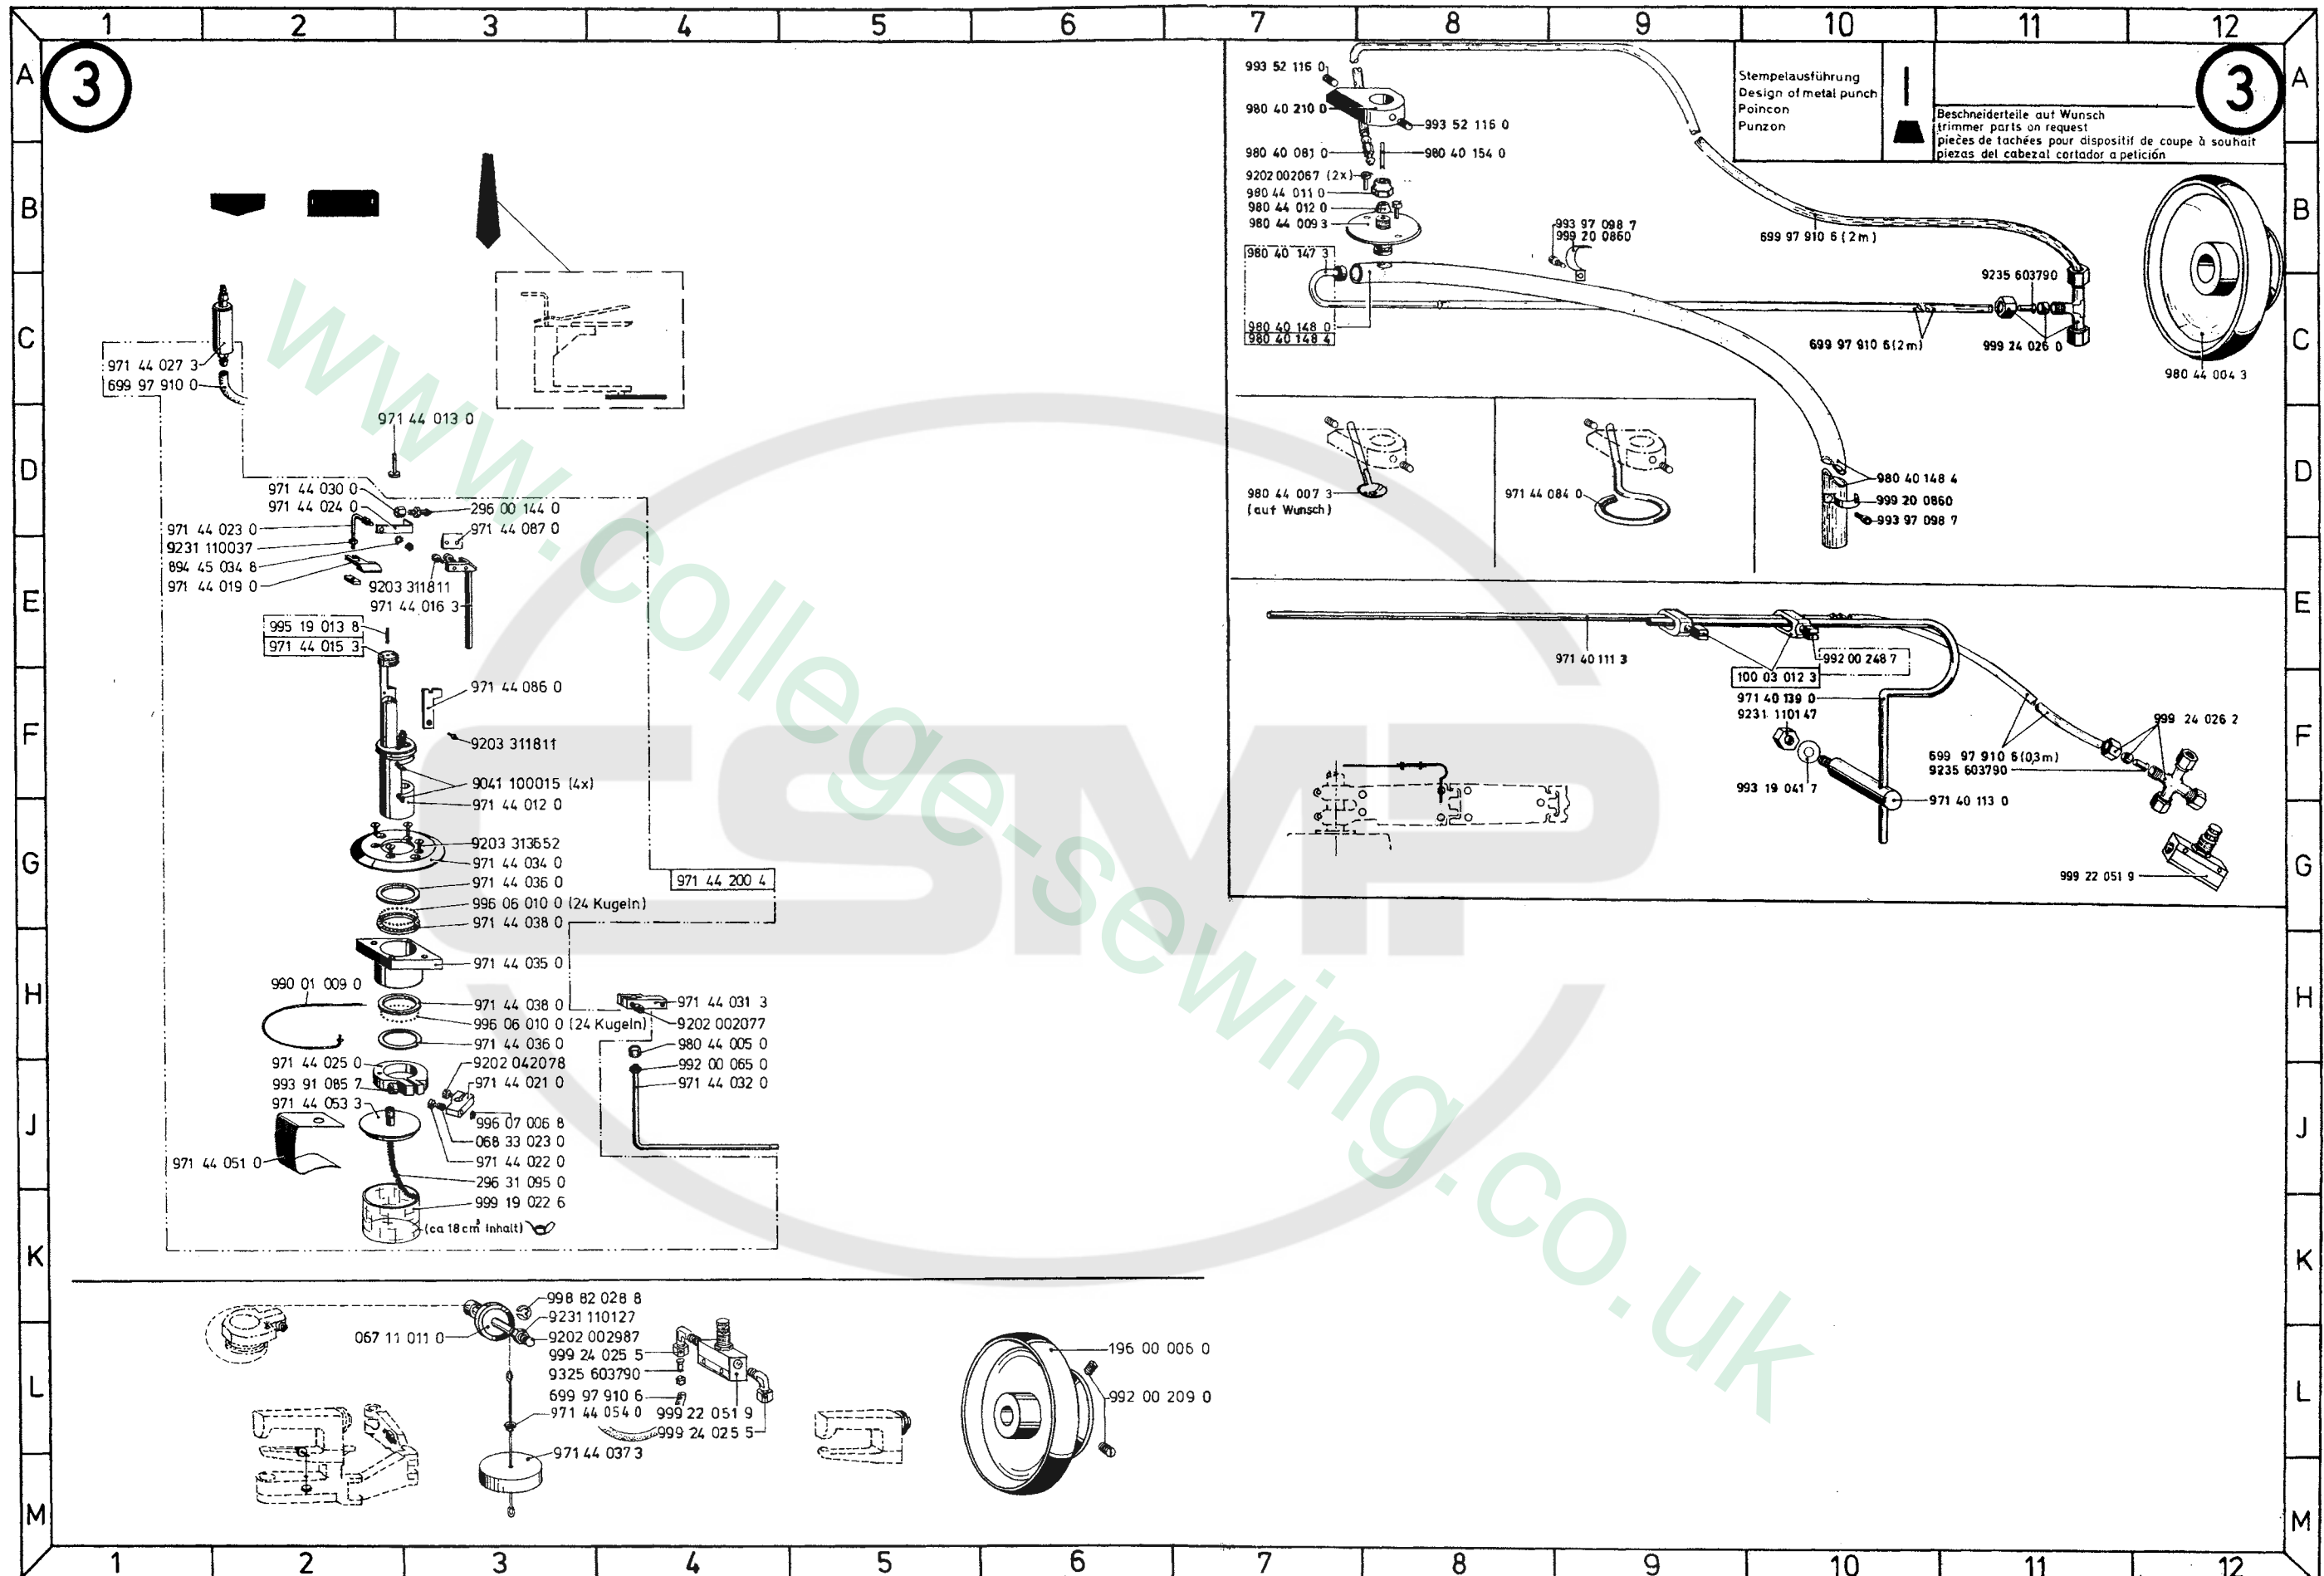 1 2 3 4 5 6 7 8 9 10 11 12
A
B
C
D
E
F
G
H
J
K
L
M
3
971 44 027 3
699 97 910 0
971 44 013 0
971 44 030 0
971 44 024 0
971 44 023 0
9231 110037
894 45 034 8
971 44 019 0
296 00 144 0
971 44 087 0
9203 311811
971 44 016 3
995 19 013 8
971 44 015 3
971 44 086 0
9203 311811
9041 100015 (4x)
971 44 012 0
9203 313652
971 44 034 0
971 44 036 0
996 06 010 0 (24 Kugeln)
971 44 038 0
971 44 200 4
971 44 035 0
990 01 009 0
971 44 038 0
996 06 010 0 (24 Kugeln)
971 44 036 0
971 44 031 3
9202 002077
980 44 005 0
992 00 065 0
971 44 032 0
971 44 025 0
993 91 085 7
971 44 053 3
9202 042078
971 44 021 0
996 07 006 8
068 33 023 0
971 44 022 0
971 44 051 0
296 31 095 0
999 19 022 6
(ca 18 cm³ Inhalt)
998 82 028 8
9231 110127
067 11 011 0
9202 002987
999 24 025 5
9325 603790
699 97 910 6
971 44 054 0
999 22 051 9
999 24 025 5
971 44 037 3
196 00 006 0
992 00 209 0
993 52 116 0
980 40 210 0
993 52 116 0
980 40 081 0
980 40 154 0
9202 002067 (2x)
980 44 011 0
980 44 012 0
980 44 009 3
980 40 147 3
980 40 148 0
980 40 148 4
993 97 098 7
999 20 0860
699 97 910 6 (2m)
9235 603790
699 97 910 6 (2m)
999 24 026 0
980 44 004 3
Stempelausführung
Design of metal punch
Poincon
Punzon
Beschneiderteile auf Wunsch
trimmer parts on request
pieces de tachées pour dispositif de coupe à souhait
piezas del cabezal cortador a petición
3
980 44 007 3
(auf Wunsch)
971 44 084 0
980 40 148 4
999 20 0860
993 97 098 7
971 40 111 3
992 00 248 7
100 03 012 3
971 40 139 0
9231 110147
993 19 041 7
971 40 113 0
699 97 910 6 (0,3m)
9235 603790
999 24 026 2
999 22 051 9
A
B
C
D
E
F
G
H
J
K
L
M
1 2 3 4 5 6 7 8 9 10 11 12
CSMP
www.college-sewing.co.uk